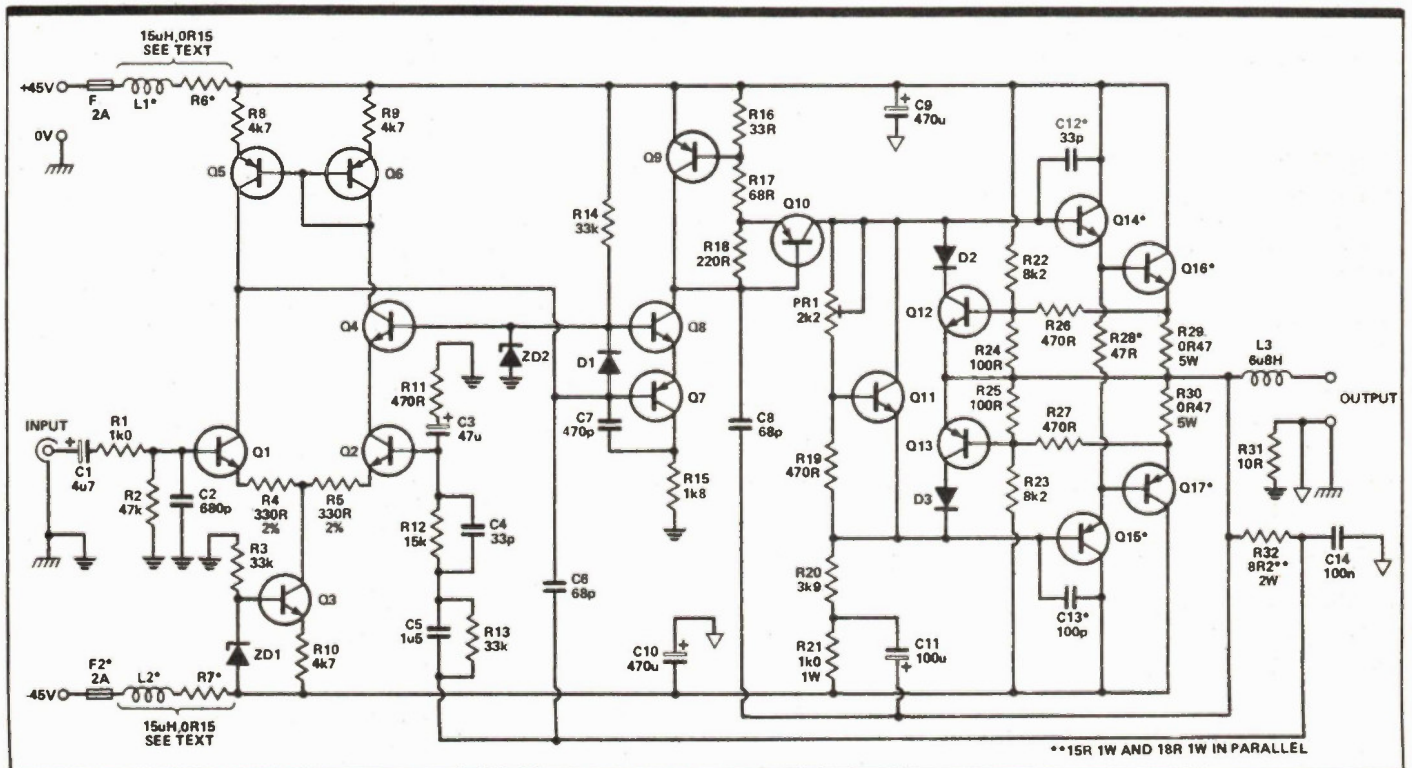 15uH,0R15
SEE TEXT
+45V
F
2A
L1*
R6*
0V
R8
4k7
R9
4k7
Q5
Q6
R14
33k
Q9
R16
33R
R17
68R
Q10
R18
220R
C9
470u
C12*
33p
Q14*
D2
R22
8k2
Q16*
PR1
2k2
Q12
R26
470R
R24
100R
R28*
47R
R29
0R47
5W
L3
6u8H
Q4
ZD2
D1
Q8
R11
470R
C3
47u
C7
470p
Q7
C8
68p
Q11
R25
100R
R30
0R47
5W
OUTPUT
INPUT
R1
1k0
C1
4u7
Q1
Q2
R2
47k
C2
680p
R4
330R
2%
R5
330R
2%
R15
1k8
R19
470R
Q13
R27
470R
R23
8k2
D3
Q17*
R31
10R
R3
33k
R12
15k
C4
33p
Q15*
R32
8R2**
2W
C14
100n
Q3
C6
68p
R20
3k9
C13*
100p
ZD1
R10
4k7
C5
1u5
R13
33k
C10
470u
R21
1k0
1W
C11
100u
F2*
2A
L2*
R7*
-45V
15uH,0R15
SEE TEXT
**15R 1W AND 18R 1W IN PARALLEL